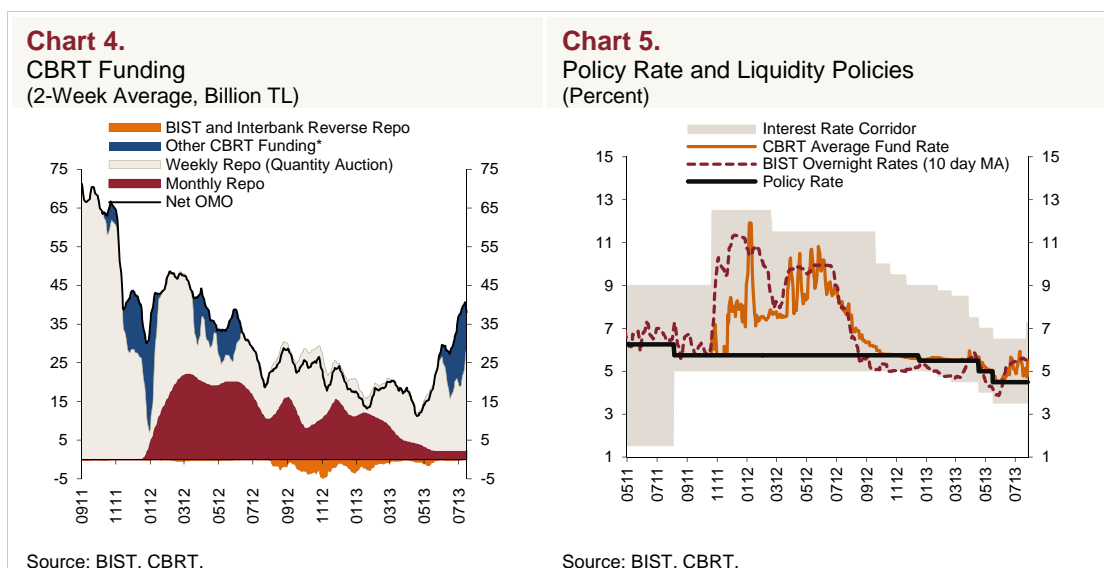 Chart 4.
CBRT Funding
(2-Week Average, Billion TL)
BIST and Interbank Reverse Repo
Other CBRT Funding*
Weekly Repo (Quantity Auction)
Monthly Repo
Net OMO
75 75
65 65
55 55
45 45
35 35
25 25
15 15
5 5
-5 -5
0911 1111 0112 0312 0512 0712 0912 1112 0113 0313 0513 0713
Source: BIST, CBRT.
Chart 5.
Policy Rate and Liquidity Policies
(Percent)
Interest Rate Corridor
CBRT Average Fund Rate
BIST Overnight Rates (10 day MA)
Policy Rate
15 15
13 13
11 11
9 9
7 7
5 5
3 3
1 1
0511 0711 0911 1111 0112 0312 0512 0712 0912 1112 0113 0313 0513 0713
Source: BIST, CBRT.